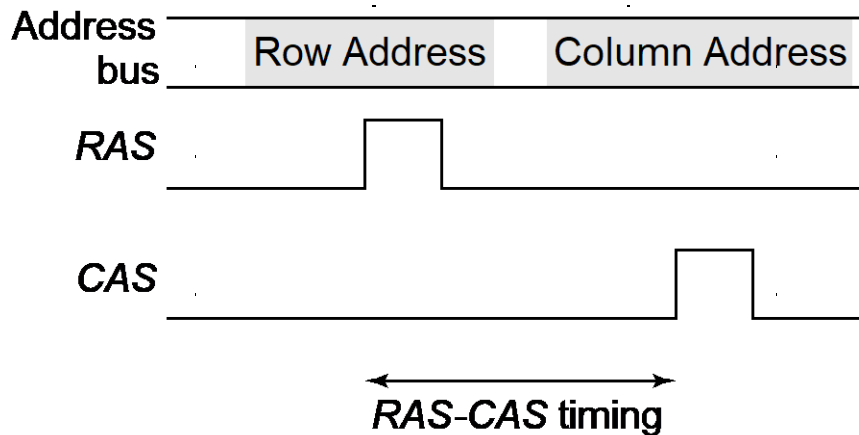 Address
bus
Row Address
Column Address
RAS
CAS
RAS-CAS timing